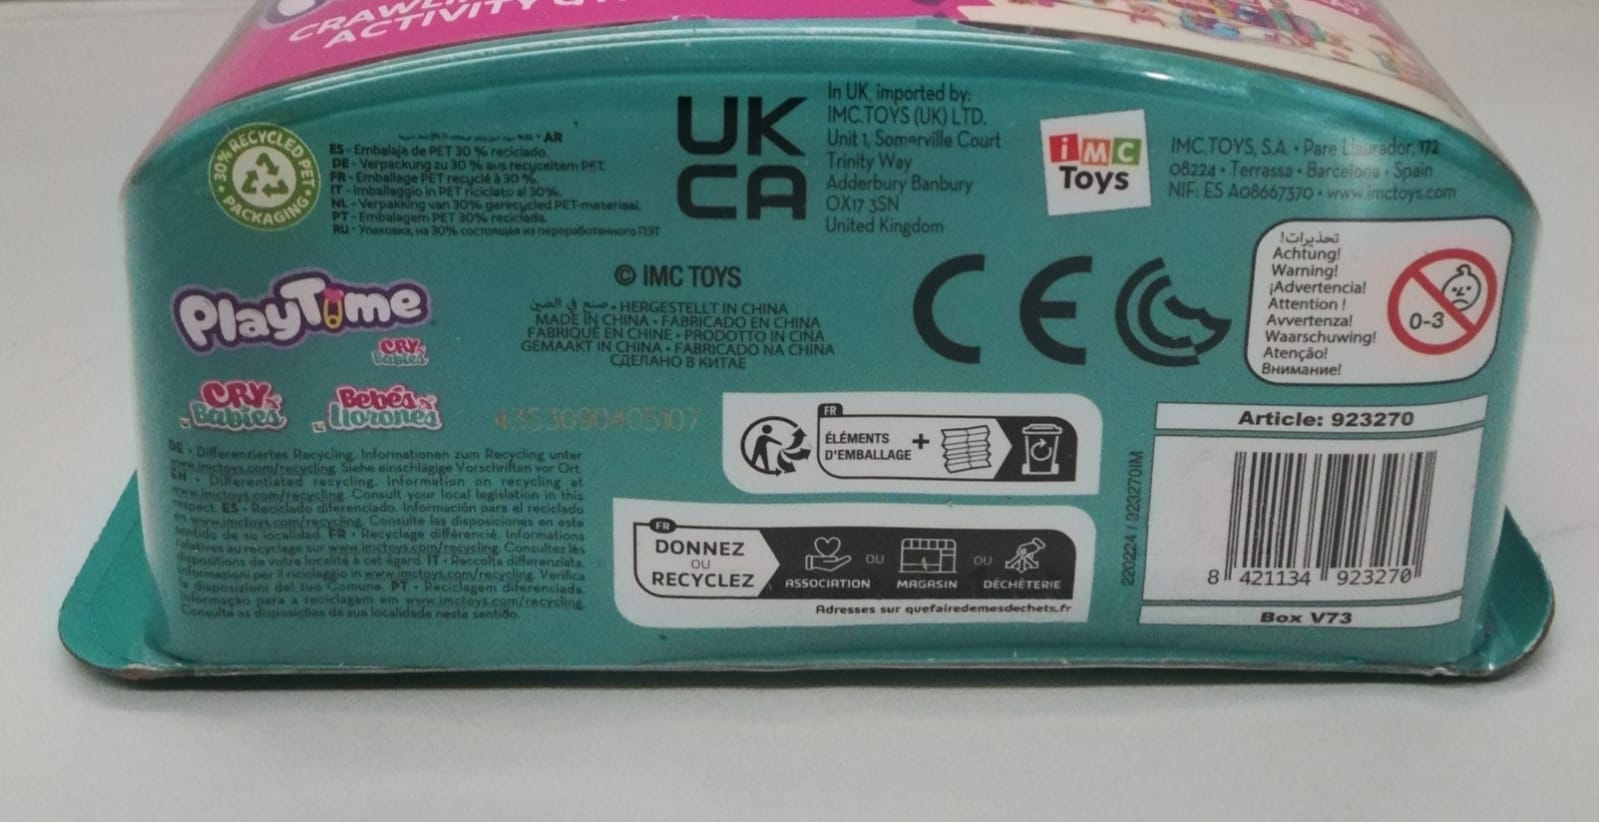 CRAWLI
ACTIVITY G
30% RECYCLED PET
PACKAGING
AR
ES - Embalaje de PET 30 % reciclado.
DE - Verpackung zu 30 % aus recyceltem PET.
FR - Emballage PET recyclé à 30 %.
IT - Imballaggio in PET riciclato al 30%.
NL - Verpakking van 30% gerecycled PET-materiaal.
PT - Embalagem PET 30% reciclada.
RU - Упаковка, на 30% состоящая из переработанного ПЭТ
UK
CA
In UK, imported by:
IMC.TOYS (UK) LTD.
Unit 1, Somerville Court
Trinity Way
Adderbury Banbury
OX17 3SN
United Kingdom
iMC
Toys
IMC.TOYS, S.A. • Pare Llaurador, 172
08224 • Terrassa • Barcelona • Spain
NIF: ES A08667370 • www.imctoys.com
PlayTime
CRY
Babies
CRY
Babies
Bebés
llorones
© IMC TOYS
صنع في الصين • HERGESTELLT IN CHINA
MADE IN CHINA • FABRICADO EN CHINA
FABRIQUÉ EN CHINE • PRODOTTO IN CINA
GEMAAKT IN CHINA • FABRICADO NA CHINA
СДЕЛАНО В КИТАЕ
4353090405107
CE
تحذيرات!
Achtung!
Warning!
¡Advertencia!
Attention !
Avvertenza!
Waarschuwing!
Atenção!
Внимание!
0-3
DE • Differenziertes Recycling. Informationen zum Recycling unter
www.imctoys.com/recycling. Siehe einschlägige Vorschriften vor Ort.
EN • Differentiated recycling. Information on recycling at
www.imctoys.com/recycling. Consult your local legislation in this
respect. ES • Reciclado diferenciado. Información para el reciclado
en www.imctoys.com/recycling. Consulte las disposiciones en este
sentido de su localidad. FR • Recyclage différencié. Informations
relatives au recyclage sur www.imctoys.com/recycling. Consultez les
dispositions de votre localité à cet égard. IT • Raccolta differenziata.
Informazioni per il riciclaggio in www.imctoys.com/recycling. Verifica
le disposizioni del tuo Comune. PT • Reciclagem diferenciada.
Informação para a reciclagem em www.imctoys.com/recycling.
Consulte as disposições da sua localidade neste sentido.
FR
ÉLÉMENTS
D'EMBALLAGE
+
FR
DONNEZ
OU
RECYCLEZ
ASSOCIATION
OU
MAGASIN
OU
DÉCHÈTERIE
Adresses sur quefairedemesdechets.fr
220224 / 023270IM
Article: 923270
8 421134 923270
Box V73